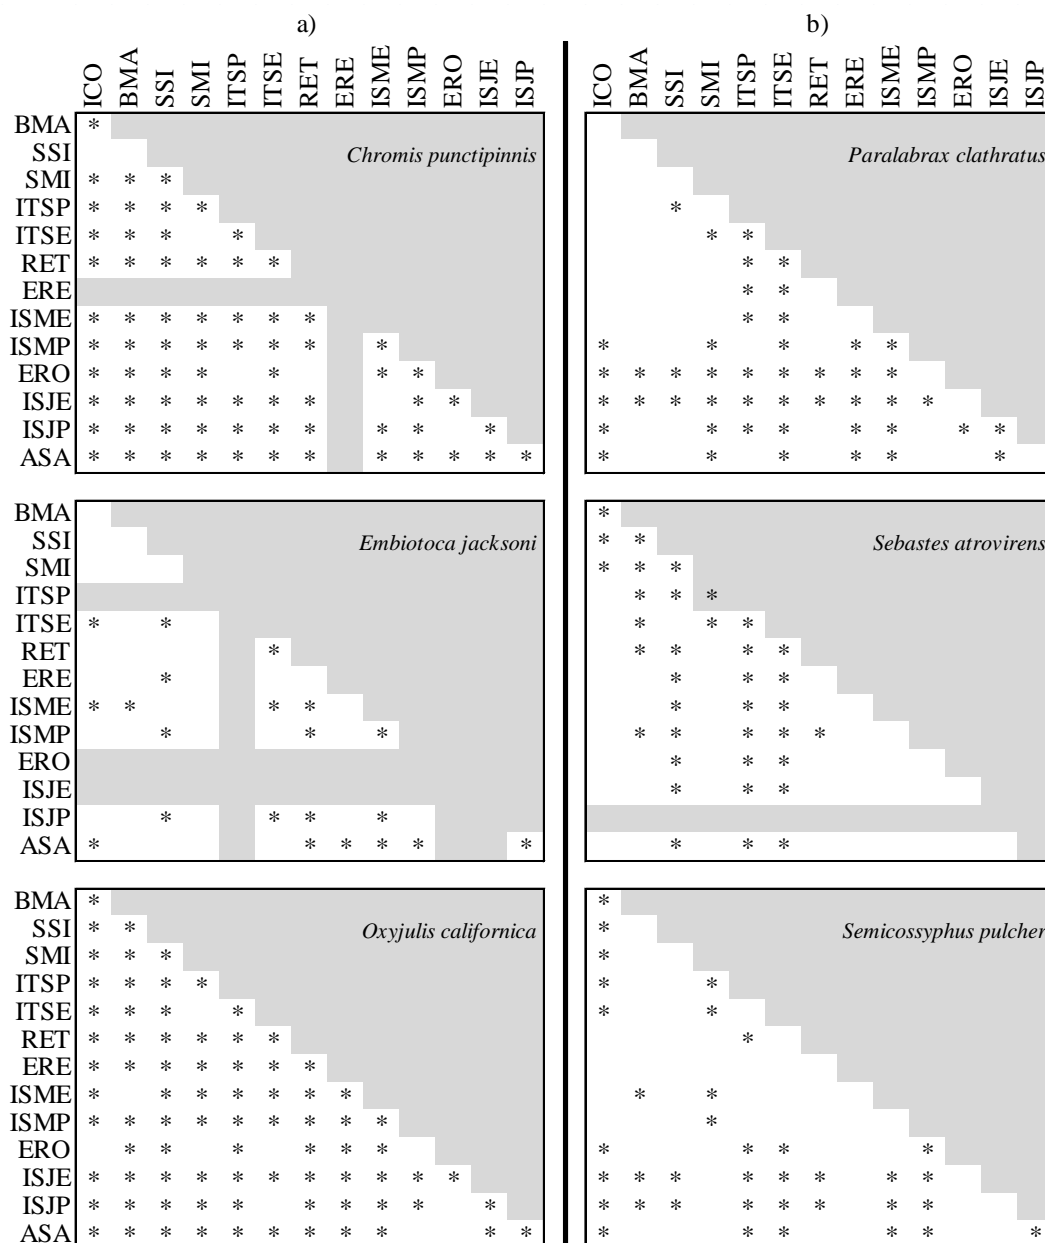 a)
ICO BMA SSI SMI ITSP ITSE RET ERE ISME ISMP ERO ISJE ISJP
BMA *
SSI Chromis punctipinnis
SMI * * *
ITSP * * * *
ITSE * * * *
RET * * * * * *
ERE
ISME * * * * * * *
ISMP * * * * * * * *
ERO * * * * * * *
ISJE * * * * * * * * *
ISJP * * * * * * * * * *
ASA * * * * * * * * * * * *
BMA
SSI Embiotoca jacksoni
SMI
ITSP
ITSE * *
RET *
ERE *
ISME * * * *
ISMP * * *
ERO
ISJE
ISJP * * * *
ASA * * * * * *
BMA *
SSI * * Oxyjulis californica
SMI * * *
ITSP * * * *
ITSE * * * *
RET * * * * * *
ERE * * * * * * *
ISME * * * * * * *
ISMP * * * * * * * * *
ERO * * * * * *
ISJE * * * * * * * * * * *
ISJP * * * * * * * * * *
ASA * * * * * * * * * * *
b)
ICO BMA SSI SMI ITSP ITSE RET ERE ISME ISMP ERO ISJE ISJP
Paralabrax clathratus
*
* *
* *
* *
* *
* * * * *
* * * * * * * * *
* * * * * * * * * *
* * * * * * * *
* * * * * *
*
* * Sebastes atrovirens
* * *
* * *
* * *
* * * *
* * *
* * *
* * * * *
* * *
* * *
* * *
*
* Semicossyphus pulcher
*
* *
* *
*
* *
*
* * * *
* * * * * * * *
* * * * * * * *
* * * * * *